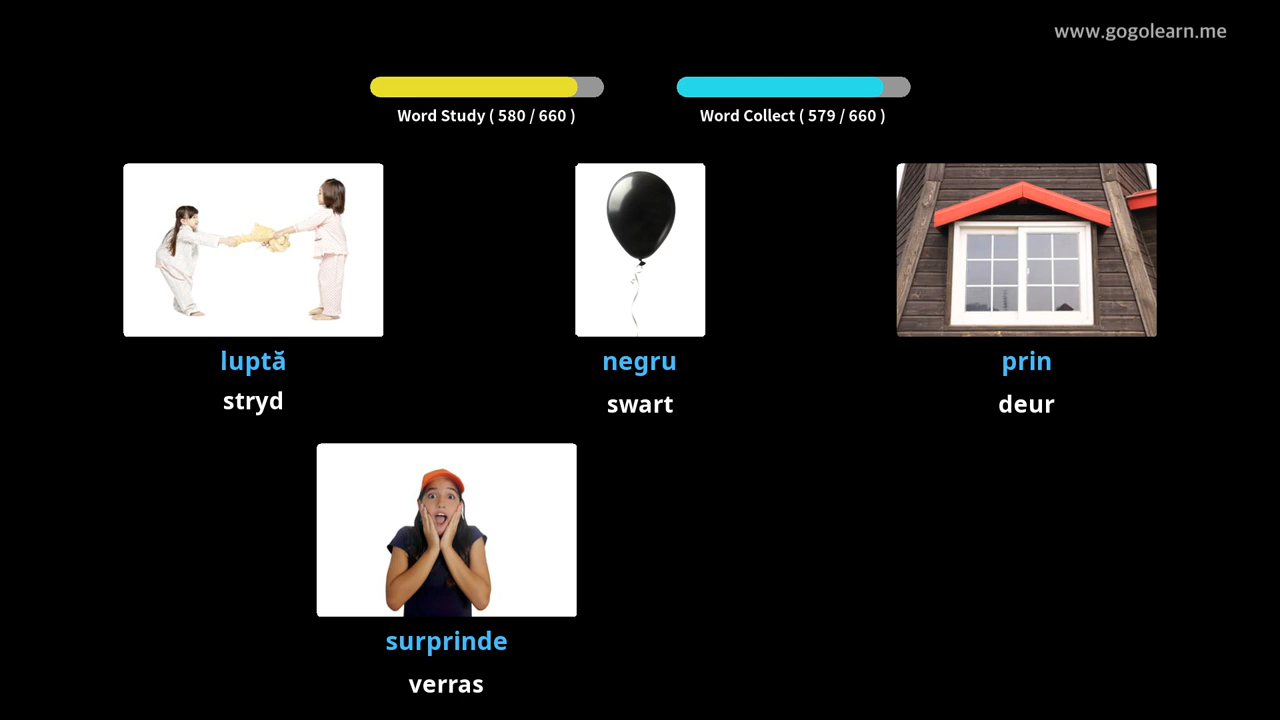 www.gogolearn.me
Word Study ( 580 / 660 )
Word Collect ( 579 / 660 )
luptă
stryd
negru
swart
prin
deur
surprinde
verras